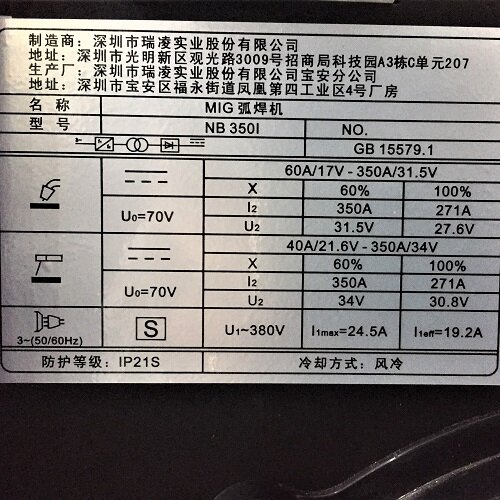 制造商：深圳市瑞凌实业股份有限公司
地址：深圳市光明新区观光路3009号招商局科技园A3栋C单元207
生产厂：深圳市瑞凌实业股份有限公司宝安分公司
地址：深圳市宝安区福永街道凤凰第四工业区4号厂房
名称 MIG 弧焊机
型号 NB 350I NO.
GB 15579.1
60A/17V - 350A/31.5V
X 60% 100%
I2 350A 271A
U0=70V U2 31.5V 27.6V
40A/21.6V - 350A/34V
X 60% 100%
I2 350A 271A
U0=70V U2 34V 30.8V
3~(50/60Hz) S U1~380V I1max=24.5A I1eff=19.2A
防护等级：IP21S 冷却方式：风冷